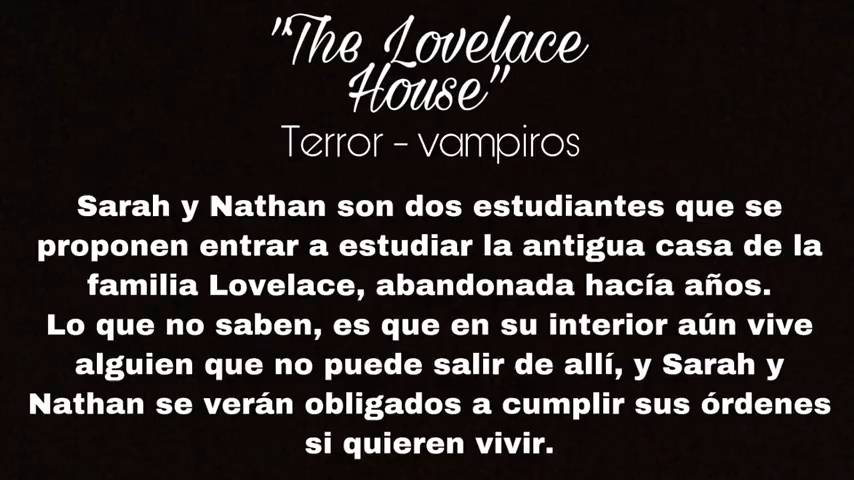 "The Lovelace
House"
Terror - vampiros
Sarah y Nathan son dos estudiantes que se
proponen entrar a estudiar la antigua casa de la
familia Lovelace, abandonada hacía años.
Lo que no saben, es que en su interior aún vive
alguien que no puede salir de allí, y Sarah y
Nathan se verán obligados a cumplir sus órdenes
si quieren vivir.